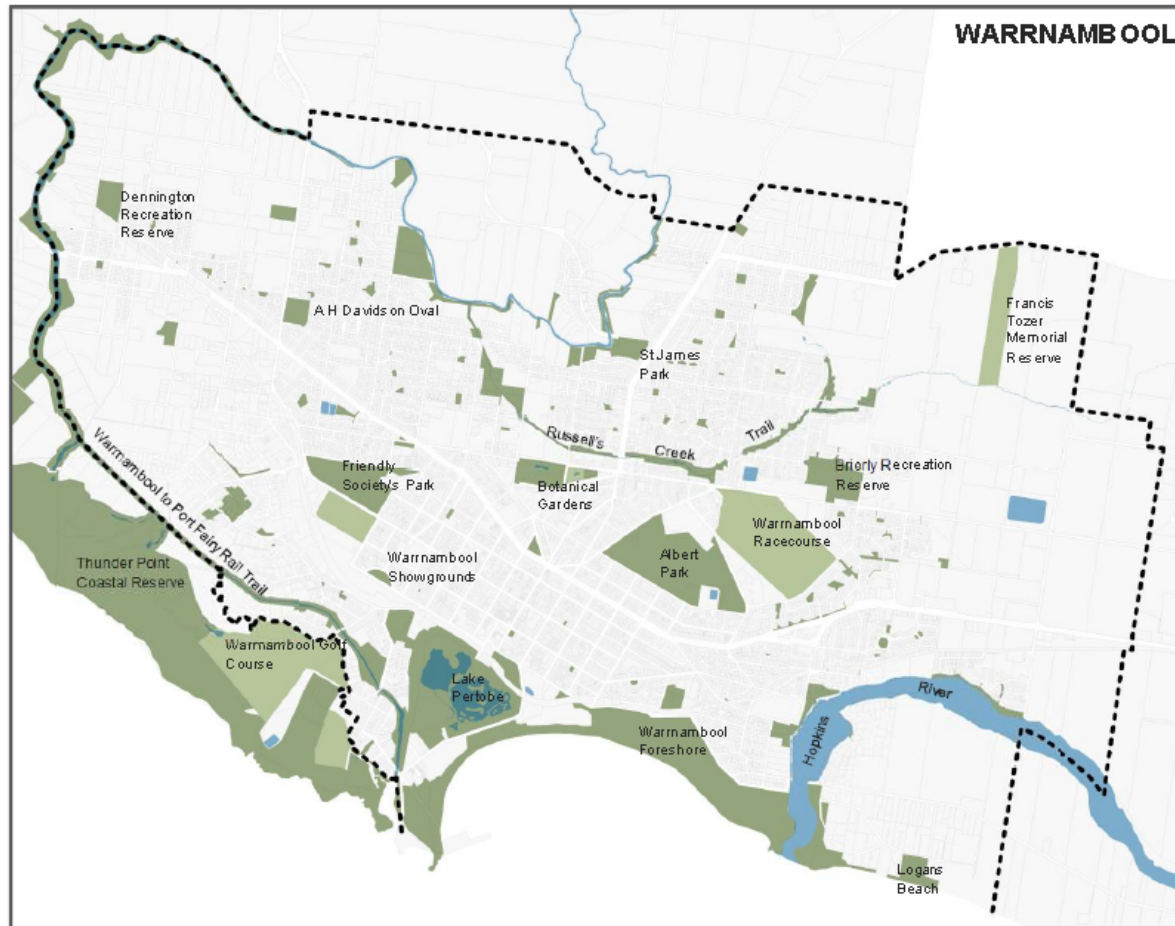 WARRNAMBOOL
Dennington
Recreation
Reserve
A H Davidson Oval
St James
Park
Francis
Tozer
Memorial
Reserve
Russell's Creek Trail
Warrnambool to Port Fairy Rail Trail
Friendly
Society's Park
Botanical
Gardens
Brierly Recreation
Reserve
Warrnambool
Racecourse
Albert
Park
Warrnambool
Showgrounds
Thunder Point
Coastal Reserve
Warrnambool Golf
Course
Lake
Pertobe
Warrnambool
Foreshore
Hopkins River
Logans
Beach